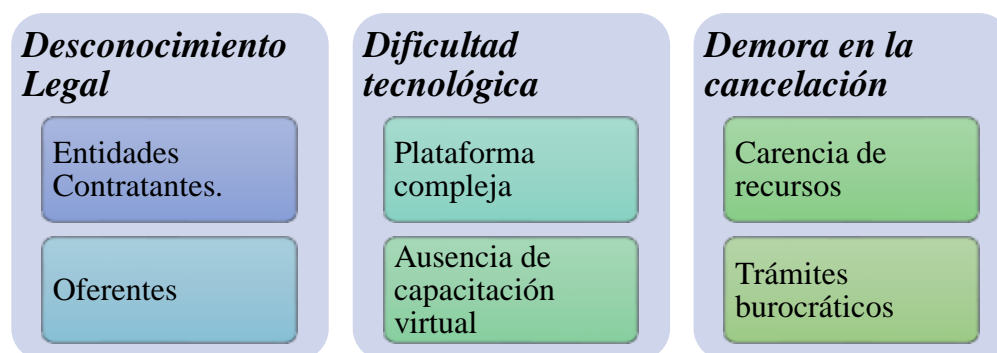 Desconocimiento
Legal
Entidades
Contratantes.
Oferentes
Dificultad
tecnológica
Plataforma
compleja
Ausencia de
capacitación
virtual
Demora en la
cancelación
Carencia de
recursos
Trámites
burocráticos